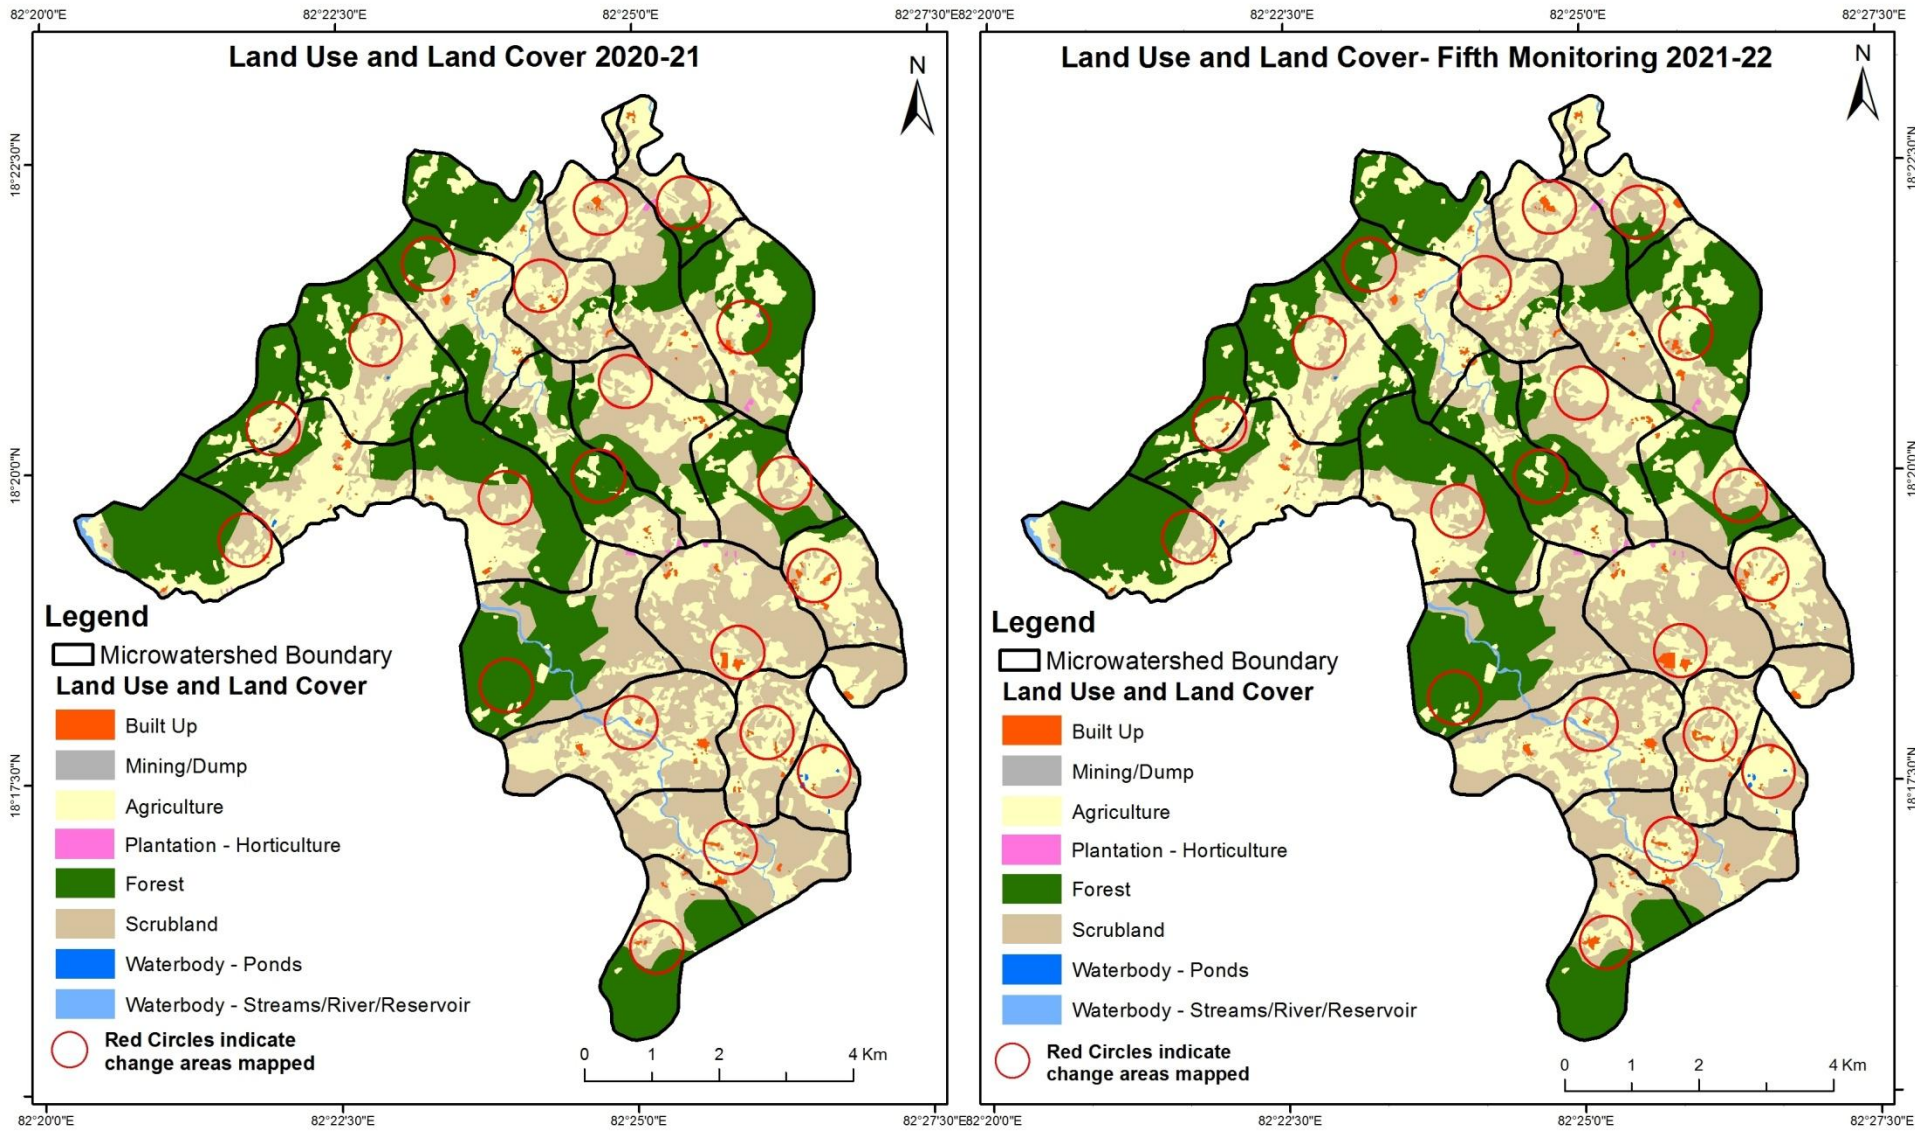 82°20'0"E 82°22'30"E 82°25'0"E 82°27'30"E
Land Use and Land Cover 2020-21
N
18°22'30"N
18°20'0"N
18°17'30"N
Legend
Microwatershed Boundary
Land Use and Land Cover
Built Up
Mining/Dump
Agriculture
Plantation - Horticulture
Forest
Scrubland
Waterbody - Ponds
Waterbody - Streams/River/Reservoir
Red Circles indicate
change areas mapped
0 1 2 4 Km
82°20'0"E 82°22'30"E 82°25'0"E 82°27'30"E
82°20'0"E 82°22'30"E 82°25'0"E 82°27'30"E
Land Use and Land Cover- Fifth Monitoring 2021-22
N
18°22'30"N
18°20'0"N
18°17'30"N
Legend
Microwatershed Boundary
Land Use and Land Cover
Built Up
Mining/Dump
Agriculture
Plantation - Horticulture
Forest
Scrubland
Waterbody - Ponds
Waterbody - Streams/River/Reservoir
Red Circles indicate
change areas mapped
0 1 2 4 Km
82°20'0"E 82°22'30"E 82°25'0"E 82°27'30"E